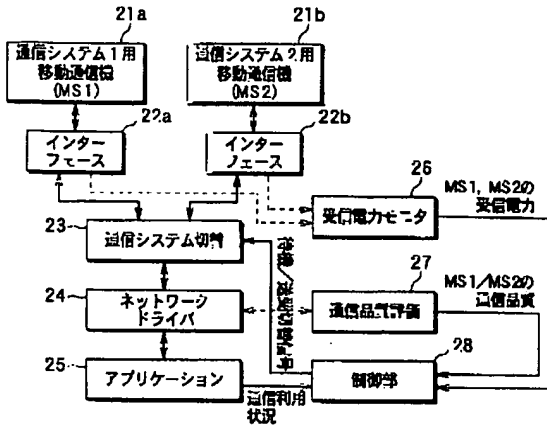 21a
21b
通信システム1用
移動通信機
(MS1)
通信システム2用
移動通信機
(MS2)
22a
22b
インター
フェース
インター
フェース
26
受信電力モニタ
MS1, MS2の
受信電力
23
通信システム切替
27
通信品質評価
MS1/MS2の
通信品質
24
ネットワーク
ドライバ
28
制御部
25
アプリケーション
通信利用
状況